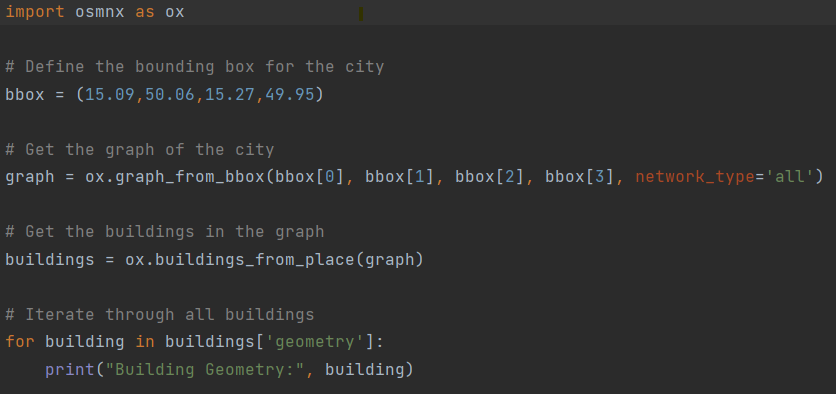 import osmnx as ox
# Define the bounding box for the city
bbox = (15.09,50.06,15.27,49.95)
# Get the graph of the city
graph = ox.graph_from_bbox(bbox[0], bbox[1], bbox[2], bbox[3], network_type='all')
# Get the buildings in the graph
buildings = ox.buildings_from_place(graph)
# Iterate through all buildings
for building in buildings['geometry']:
    print("Building Geometry:", building)